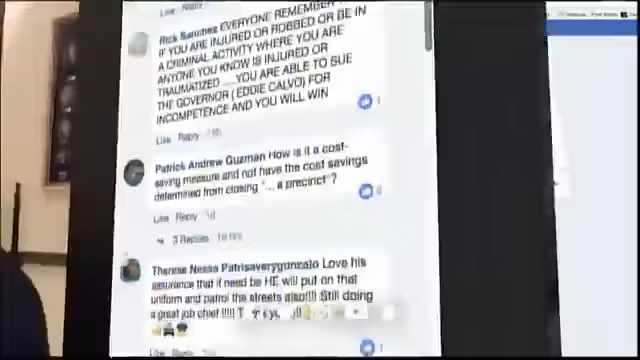 Like Reply
Rick Sanchez EVERYONE REMEMBER
IF YOU ARE INJURED OR ROBBED OR BE IN
A CRIMINAL ACTIVITY WHERE YOU ARE
ANYONE YOU KNOW IS INJURED OR
TRAUMATIZED .....YOU ARE ABLE TO SUE
THE GOVERNOR ( EDDIE CALVO) FOR
INCOMPETENCE AND YOU WILL WIN
Like Reply
Patrick Andrew Guzman How is it a cost-
saving measure and not have the cost savings
determined from closing "... a precinct"?
Like Reply
3 Replies
Therese Nessa Patrisaverygonzalo Love his
assurance that if need be HE will put on that
uniform and patrol the streets also!!!! Still doing
a great job chief !!!!!
Like